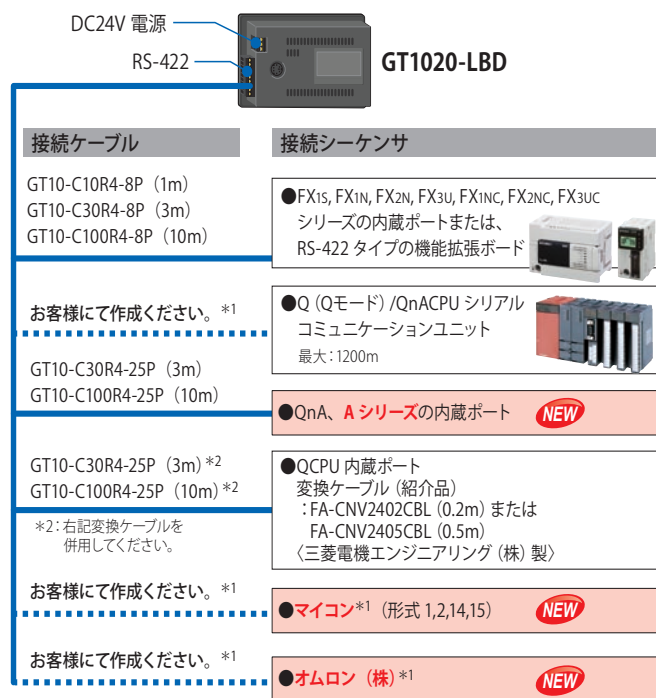 DC24V 電源
RS-422
GT1020-LBD
接続ケーブル
接続シーケンサ
GT10-C10R4-8P（1m）
GT10-C30R4-8P（3m）
GT10-C100R4-8P（10m）
●FX1S, FX1N, FX2N, FX3U, FX1NC, FX2NC, FX3UC
シリーズの内蔵ポートまたは、
RS-422 タイプの機能拡張ボード
お客様にて作成ください。*1
●Q（Qモード）/QnACPU シリアル
コミュニケーションユニット
最大：1200m
GT10-C30R4-25P（3m）
GT10-C100R4-25P（10m）
●QnA、A シリーズの内蔵ポート NEW
GT10-C30R4-25P（3m）*2
GT10-C100R4-25P（10m）*2
*2：右記変換ケーブルを
併用してください。
●QCPU 内蔵ポート
変換ケーブル（紹介品）
：FA-CNV2402CBL（0.2m）または
FA-CNV2405CBL（0.5m）
〈三菱電機エンジニアリング（株）製〉
お客様にて作成ください。*1
●マイコン*1（形式 1,2,14,15） NEW
お客様にて作成ください。*1
●オムロン（株）*1 NEW